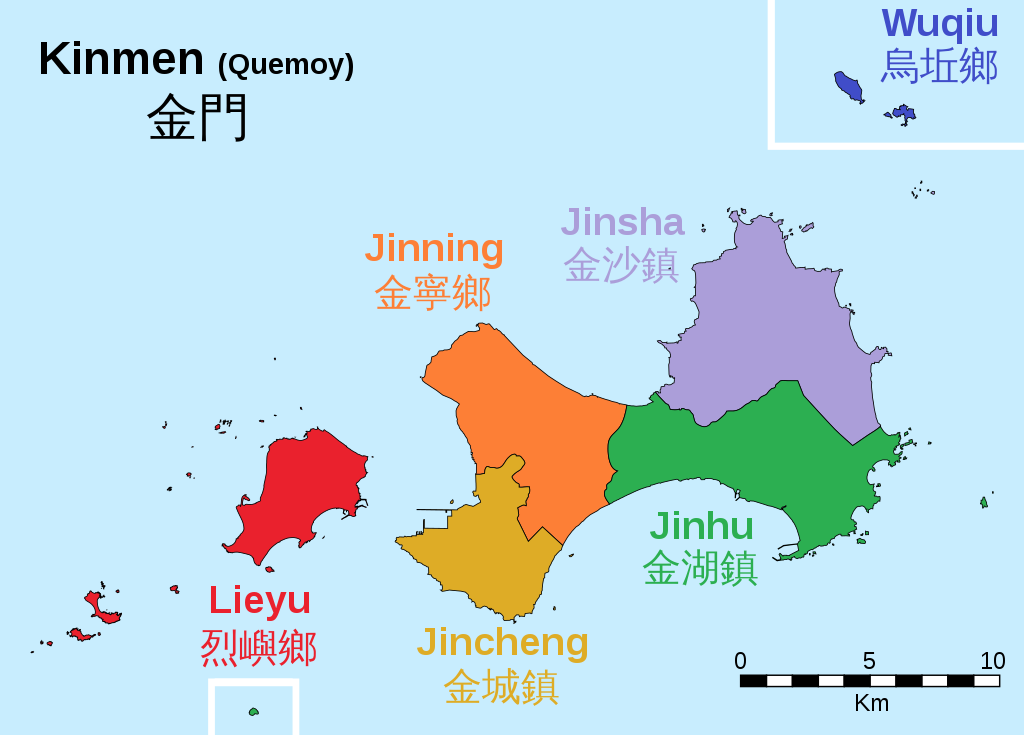 Kinmen (Quemoy)
金門
Wuqiu
烏坵鄉
Jinsha
金沙鎮
Jinning
金寧鄉
Jinhu
金湖鎮
Lieyu
烈嶼鄉
Jincheng
金城鎮
0 5 10
Km